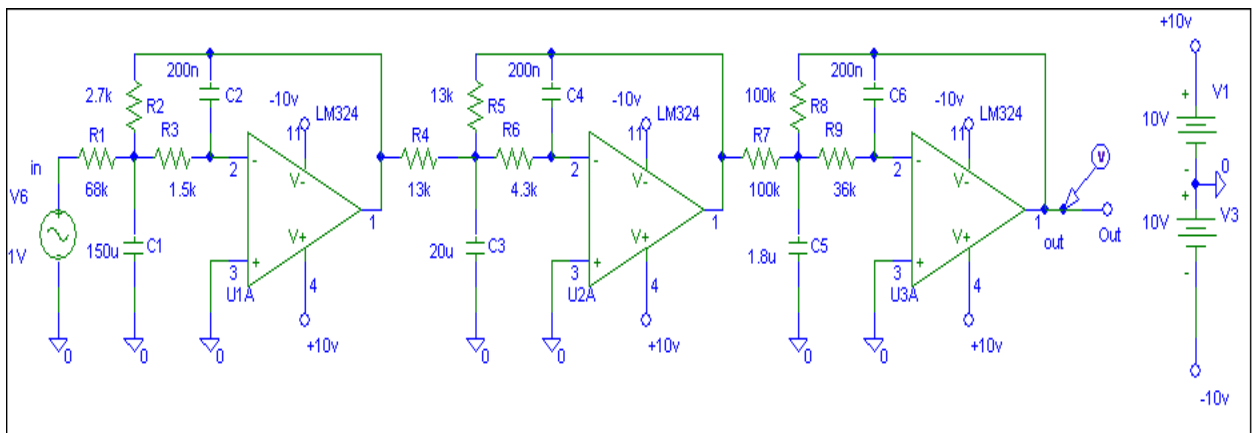 +10v
200n
200n
200n
2.7k
R2
C2
-10v
LM324
13k
R5
C4
-10v
LM324
100k
R8
C6
-10v
LM324
+
V1
10V
-
0
in
R1
R3
11
R4
R6
11
R7
R9
11
68k
1.5k
2
-
V-
13k
4.3k
2
-
V-
100k
36k
2
-
V-
V
V6
+
1V
-
150u
C1
V+
1
20u
C3
V+
1
1.8u
C5
V+
1
out
Out
+
V3
10V
-
3
+
U1A
4
3
+
U2A
4
3
+
U3A
4
0
0
0
+10v
0
0
+10v
0
0
+10v
-10v